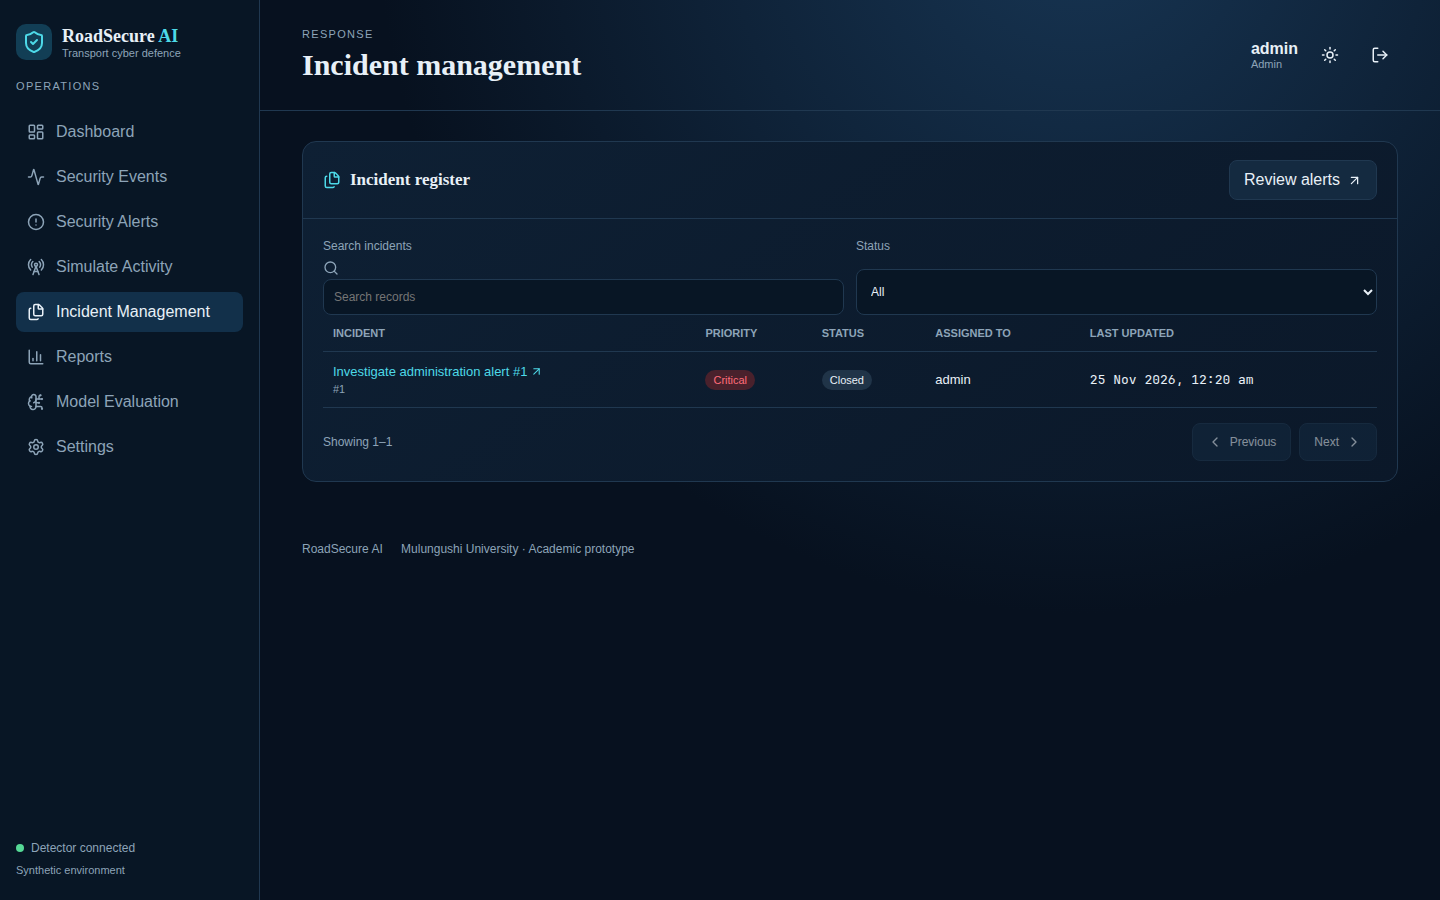 RoadSecure AI
Transport cyber defence
OPERATIONS
Dashboard
Security Events
Security Alerts
Simulate Activity
Incident Management
Reports
Model Evaluation
Settings
Detector connected
Synthetic environment
RESPONSE
Incident management
admin
Admin
Incident register
Review alerts
Search incidents
Status
Search records
All
INCIDENT PRIORITY STATUS ASSIGNED TO LAST UPDATED
Investigate administration alert #1
#1
Critical Closed admin 25 Nov 2026, 12:20 am
Showing 1–1
Previous Next
RoadSecure AI Mulungushi University · Academic prototype